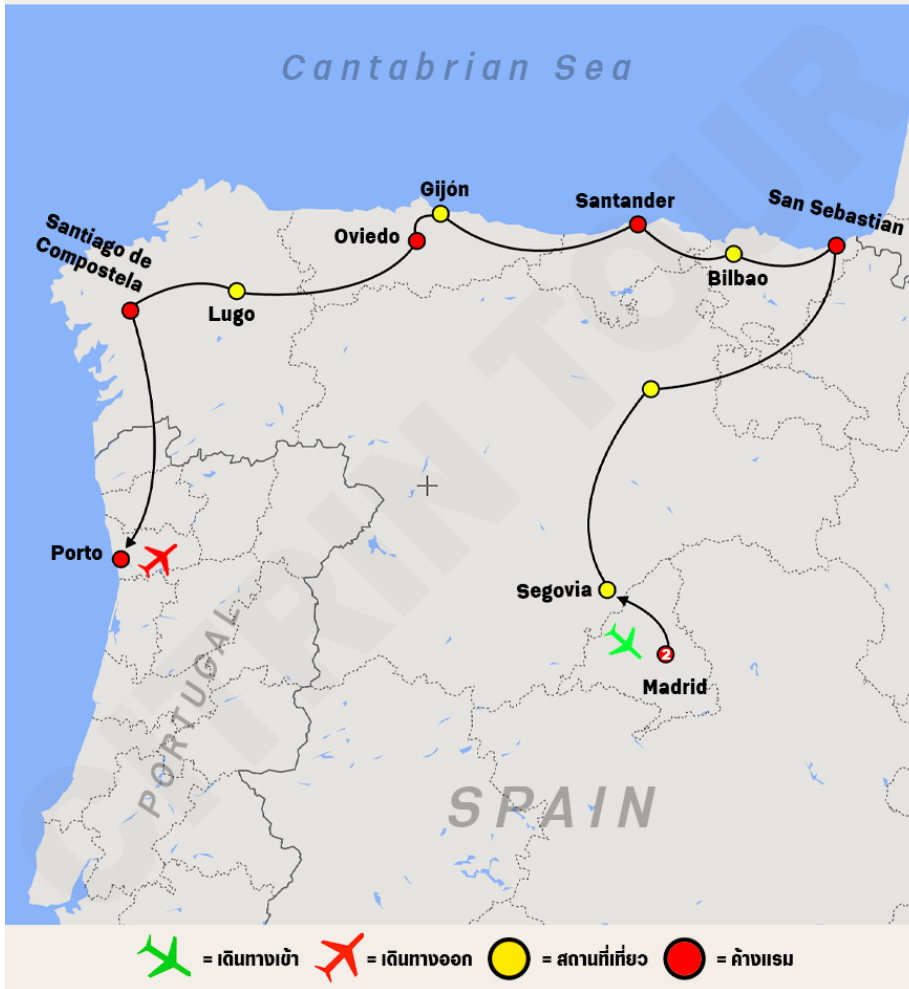 Cantabrian Sea
Gijón
Santander
San Sebastian
Santiago de
Compostela
Oviedo
Bilbao
Lugo
Porto
Segovia
2
Madrid
PORTUGAL
SPAIN
CITRIN TOUR
= เดินทางเข้า
= เดินทางออก
= สถานที่เที่ยว
= ค้างแรม